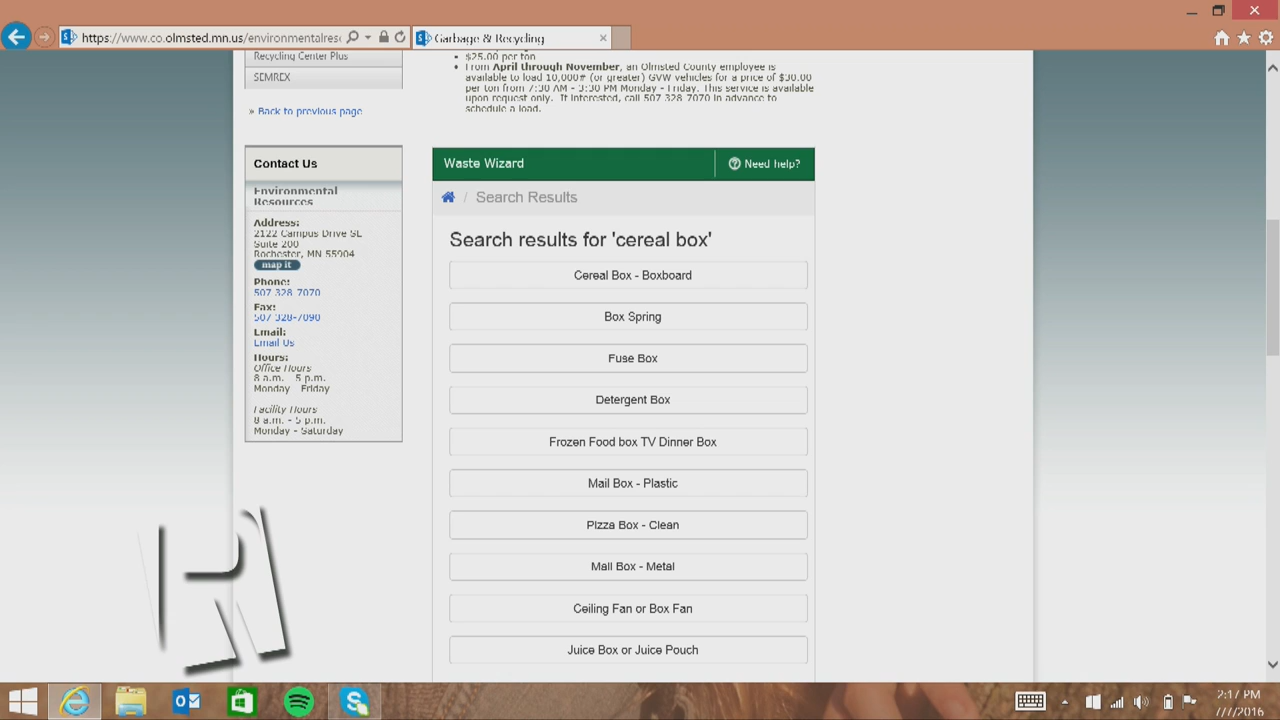 https://www.co.olmsted.mn.us/environmentalres
Garbage & Recycling
Recycling Center Plus
SEMREX
» Back to previous page
$25.00 per ton
From April through November, an Olmsted County employee is
available to load 10,000# (or greater) GVW vehicles for a price of $30.00
per ton from 7:30 AM - 3:30 PM Monday - Friday. This service is available
upon request only. If interested, call 507-328-7070 in advance to
schedule a load.
Contact Us
Environmental
Resources
Address:
2122 Campus Drive SE
Suite 200
Rochester, MN 55904
map it
Phone:
507-328-7070
Fax:
507-328-7090
Email:
Email Us
Hours:
Office Hours
8 a.m. - 5 p.m.
Monday - Friday
Facility Hours
8 a.m. - 5 p.m.
Monday - Saturday
Waste Wizard
Need help?
/ Search Results
Search results for 'cereal box'
Cereal Box - Boxboard
Box Spring
Fuse Box
Detergent Box
Frozen Food box TV Dinner Box
Mail Box - Plastic
Pizza Box - Clean
Mail Box - Metal
Ceiling Fan or Box Fan
Juice Box or Juice Pouch
R
2:17 PM
7/7/2016